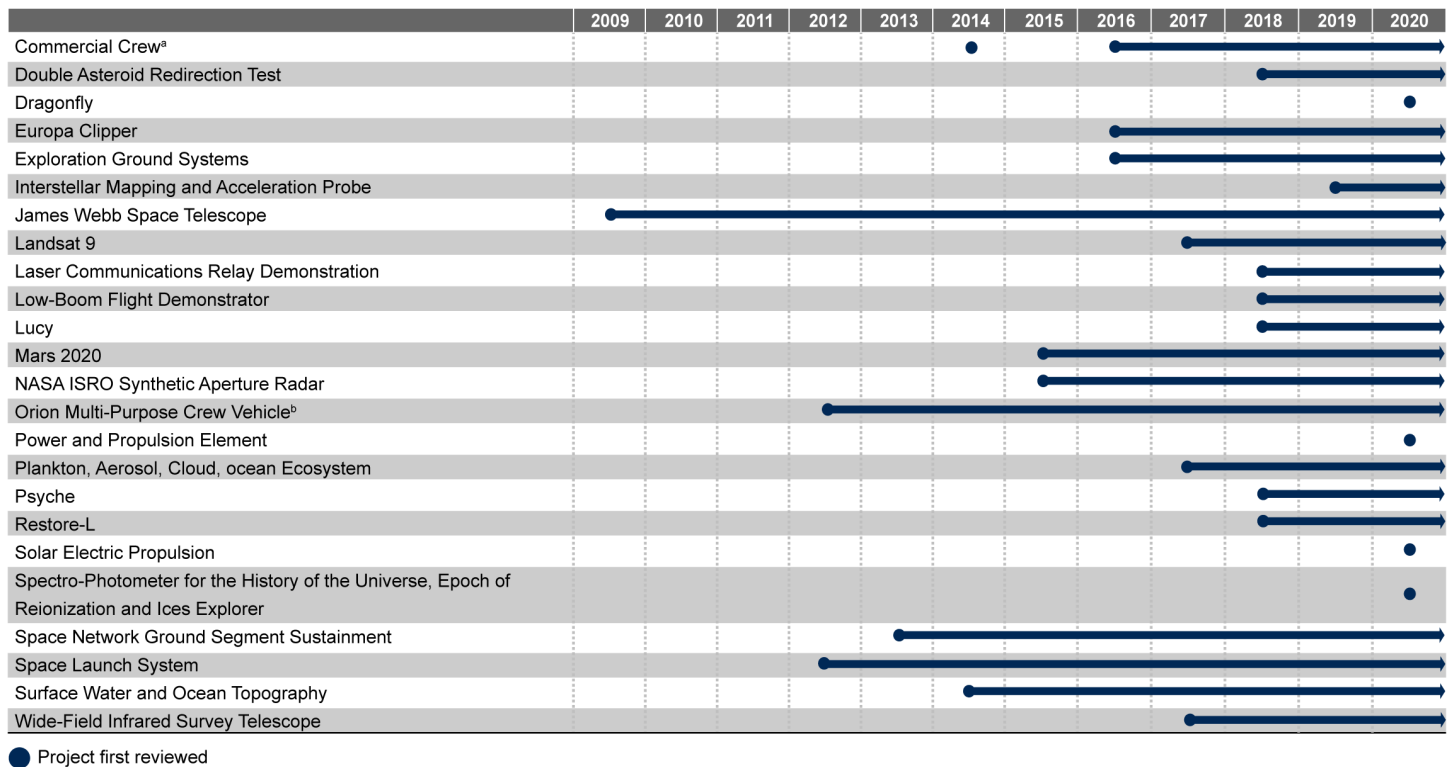 2009 2010 2011 2012 2013 2014 2015 2016 2017 2018 2019 2020
Commercial Crewᵃ
Double Asteroid Redirection Test
Dragonfly
Europa Clipper
Exploration Ground Systems
Interstellar Mapping and Acceleration Probe
James Webb Space Telescope
Landsat 9
Laser Communications Relay Demonstration
Low-Boom Flight Demonstrator
Lucy
Mars 2020
NASA ISRO Synthetic Aperture Radar
Orion Multi-Purpose Crew Vehicleᵇ
Power and Propulsion Element
Plankton, Aerosol, Cloud, ocean Ecosystem
Psyche
Restore-L
Solar Electric Propulsion
Spectro-Photometer for the History of the Universe, Epoch of
Reionization and Ices Explorer
Space Network Ground Segment Sustainment
Space Launch System
Surface Water and Ocean Topography
Wide-Field Infrared Survey Telescope
Project first reviewed